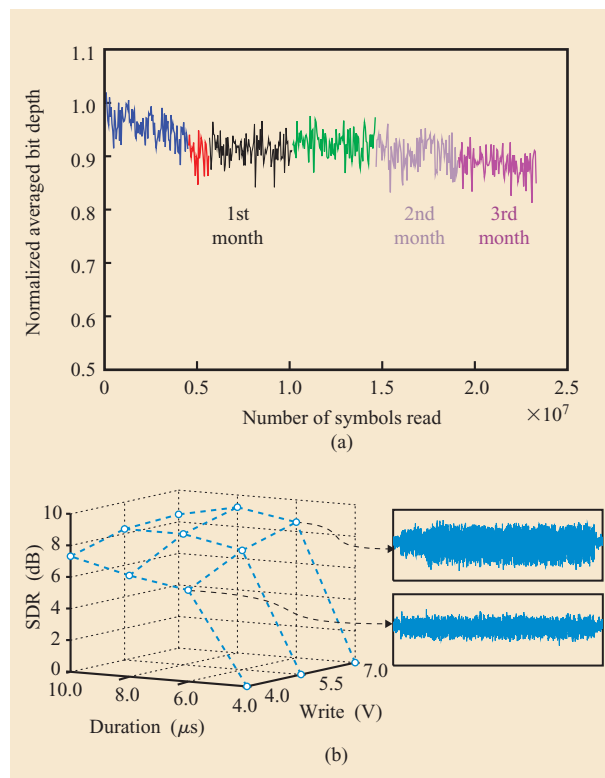 Normalized averaged bit depth
1.1
1.0
0.9
0.8
0.7
0.6
0.5
1st
month
2nd
month
3rd
month
0 0.5 1.0 1.5 2.0 2.5
Number of symbols read ×10⁷
(a)
SDR (dB)
10
8
6
4
2
0
10.0 8.0 6.0 4.0
4.0 5.5 7.0
Duration (μs)
Write (V)
(b)